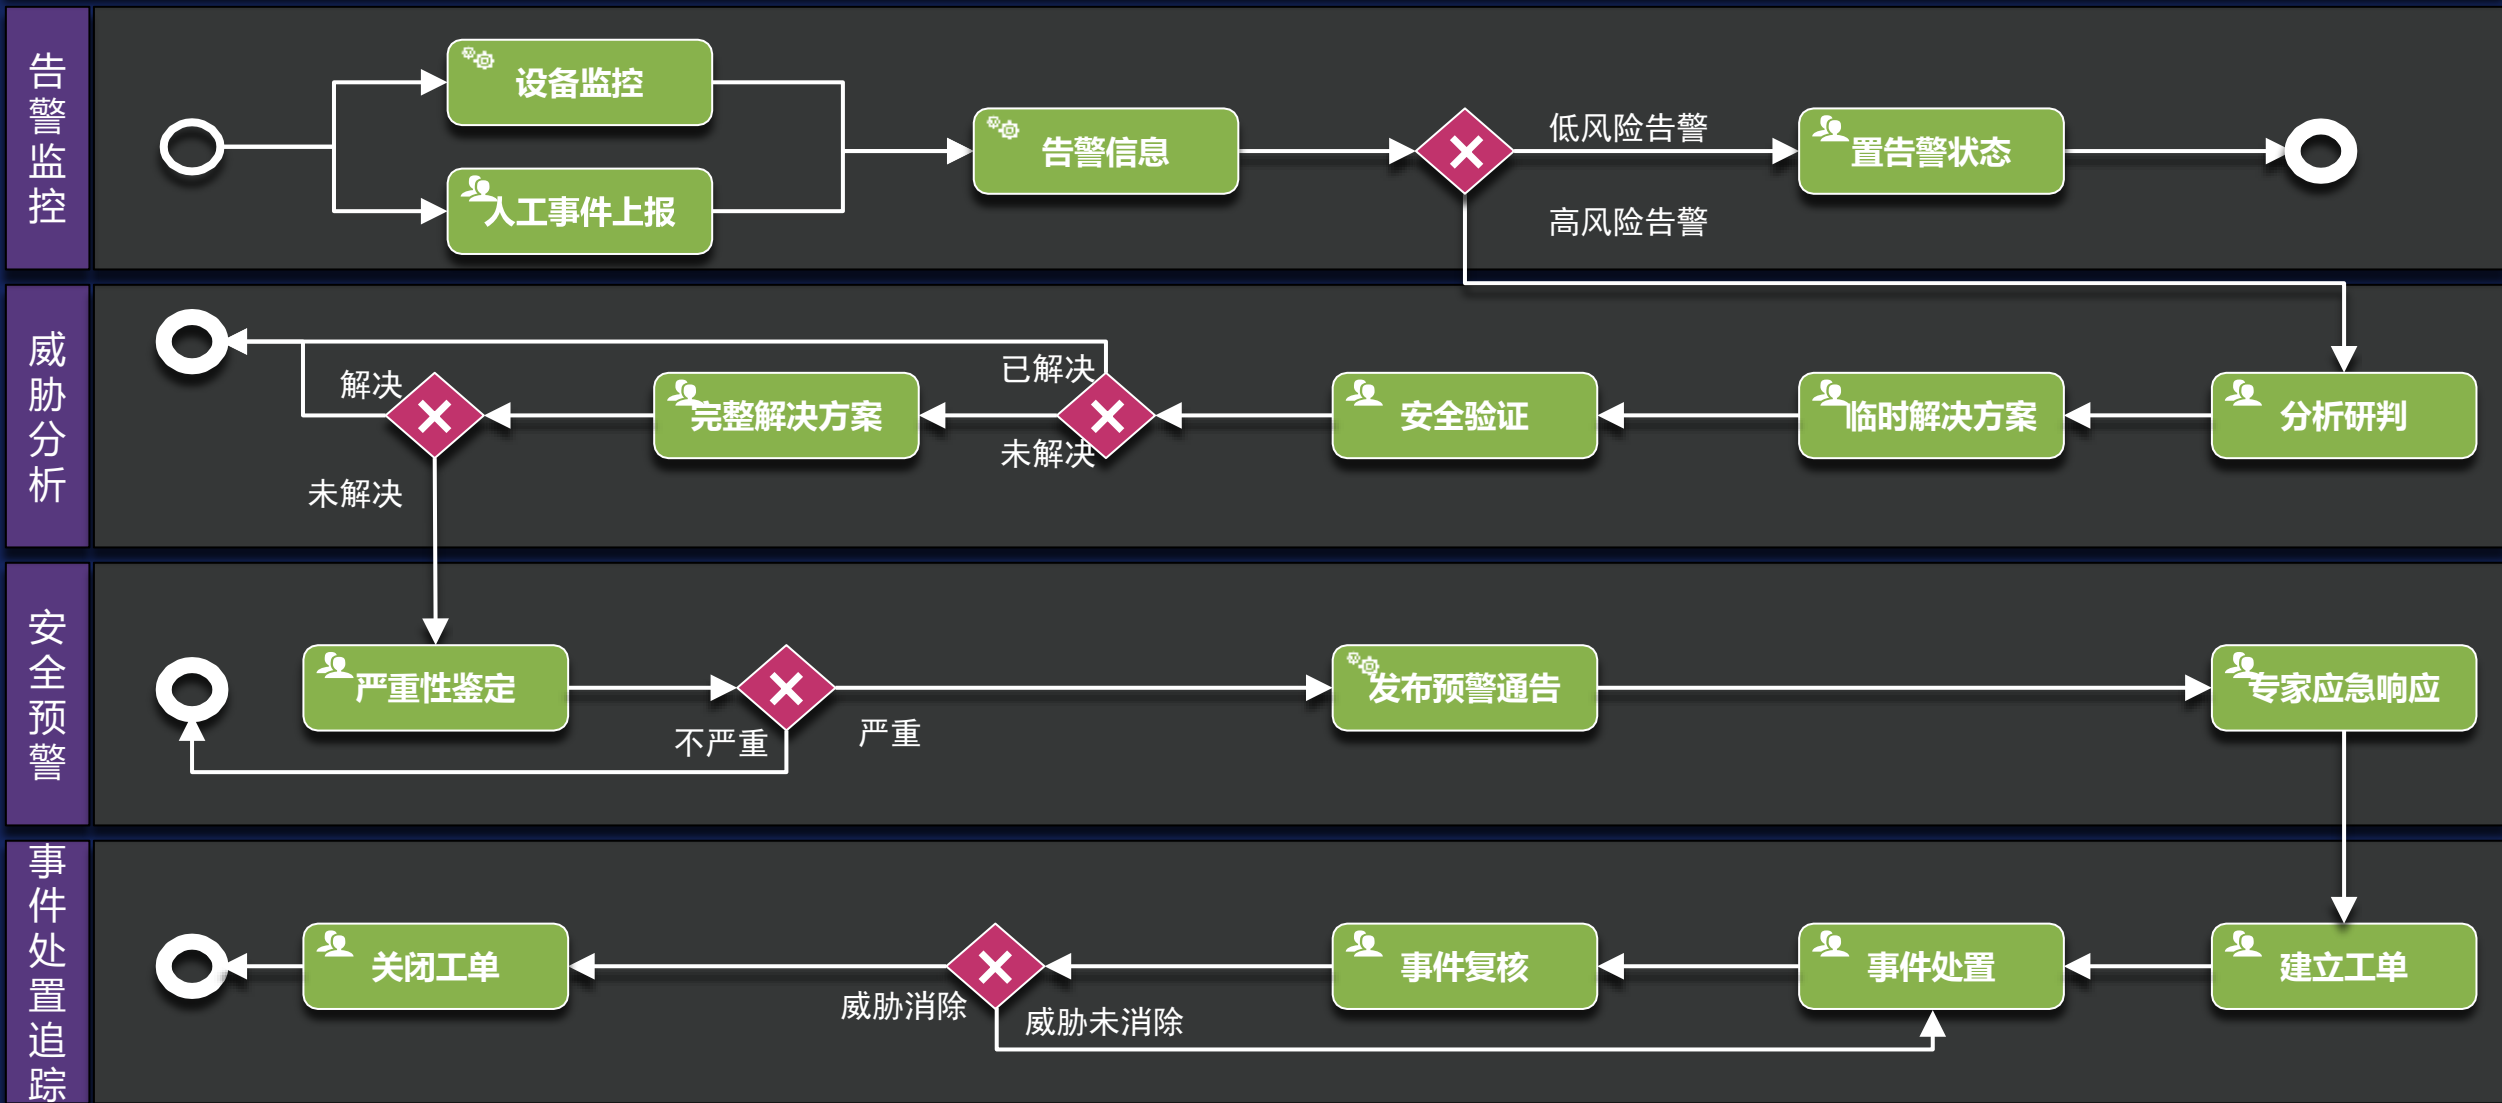 告警监控
设备监控
人工事件上报
告警信息
低风险告警
高风险告警
置告警状态
威胁分析
解决
未解决
完整解决方案
已解决
未解决
安全验证
临时解决方案
分析研判
安全预警
严重性鉴定
不严重
严重
发布预警通告
专家应急响应
事件处置追踪
关闭工单
威胁消除
威胁未消除
事件复核
事件处置
建立工单